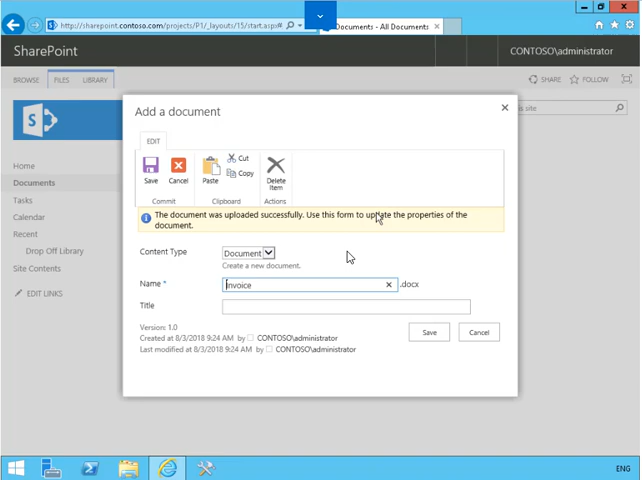 http://sharepoint.contoso.com/projects/P1/_layouts/15/start.aspx#
Documents - All Documents
SharePoint
CONTOSO\administrator
BROWSE FILES LIBRARY
SHARE FOLLOW
Add a document
this site
EDIT
Save Cancel Paste Cut Copy Delete Item
Commit Clipboard Actions
The document was uploaded successfully. Use this form to update the properties of the
document.
Content Type Document
Create a new document.
Name * Invoice .docx
Title
Version: 1.0
Created at 8/3/2018 9:24 AM by CONTOSO\administrator
Last modified at 8/3/2018 9:24 AM by CONTOSO\administrator
Save Cancel
Home
Documents
Tasks
Calendar
Recent
Drop Off Library
Site Contents
EDIT LINKS
ENG